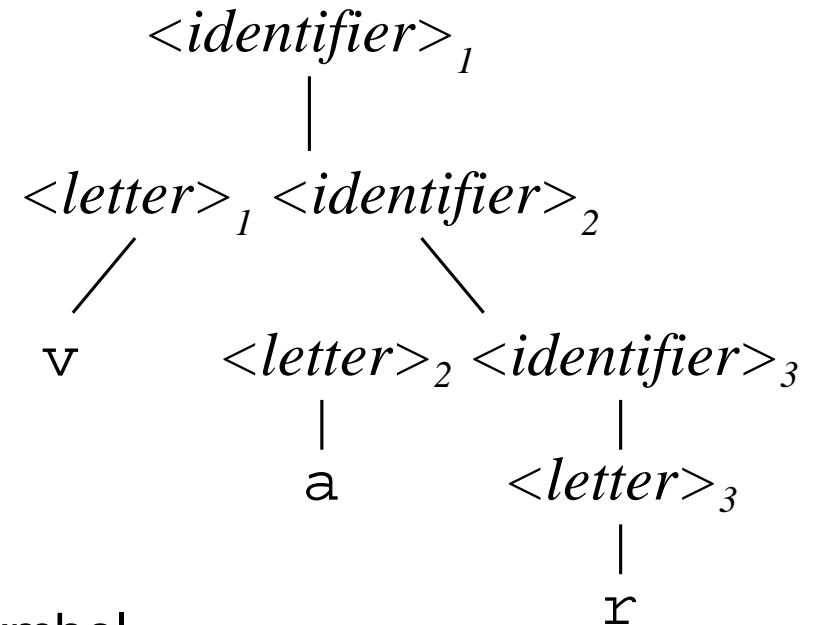 <identifier>1
<letter>1 <identifier>2
v <letter>2 <identifier>3
a <letter>3
r